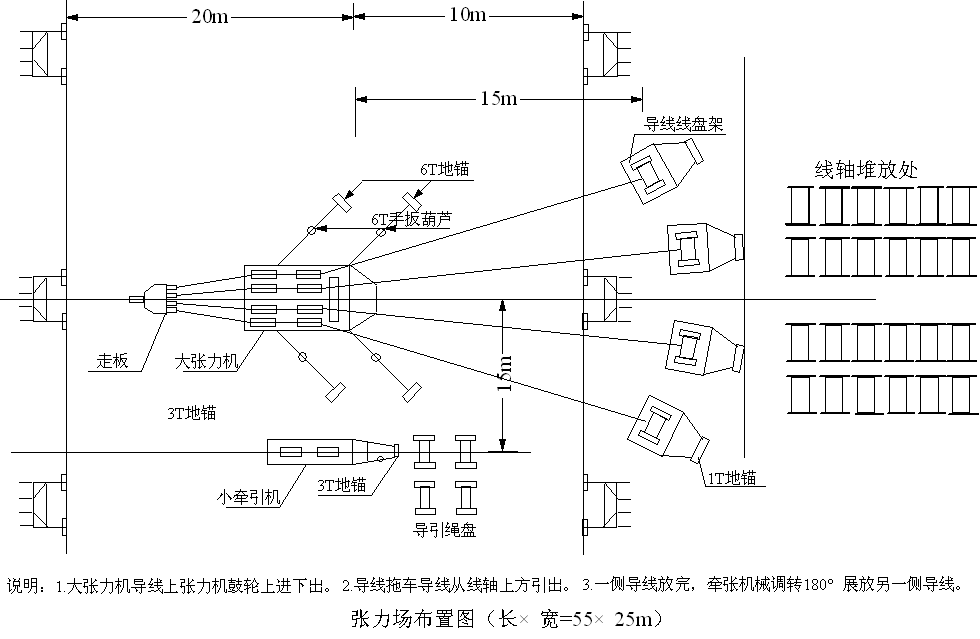 20m
10m
15m
导线线盘架
6T地锚
线轴堆放处
6T手扳葫芦
走板
大张力机
15m
3T地锚
小牵引机
3T地锚
1T地锚
导引绳盘
说明：1.大张力机导线上张力机鼓轮上进下出。2.导线拖车导线从线轴上方引出。3.一侧导线放完，牵张机械调转180°展放另一侧导线。
张力场布置图（长× 宽=55× 25m）